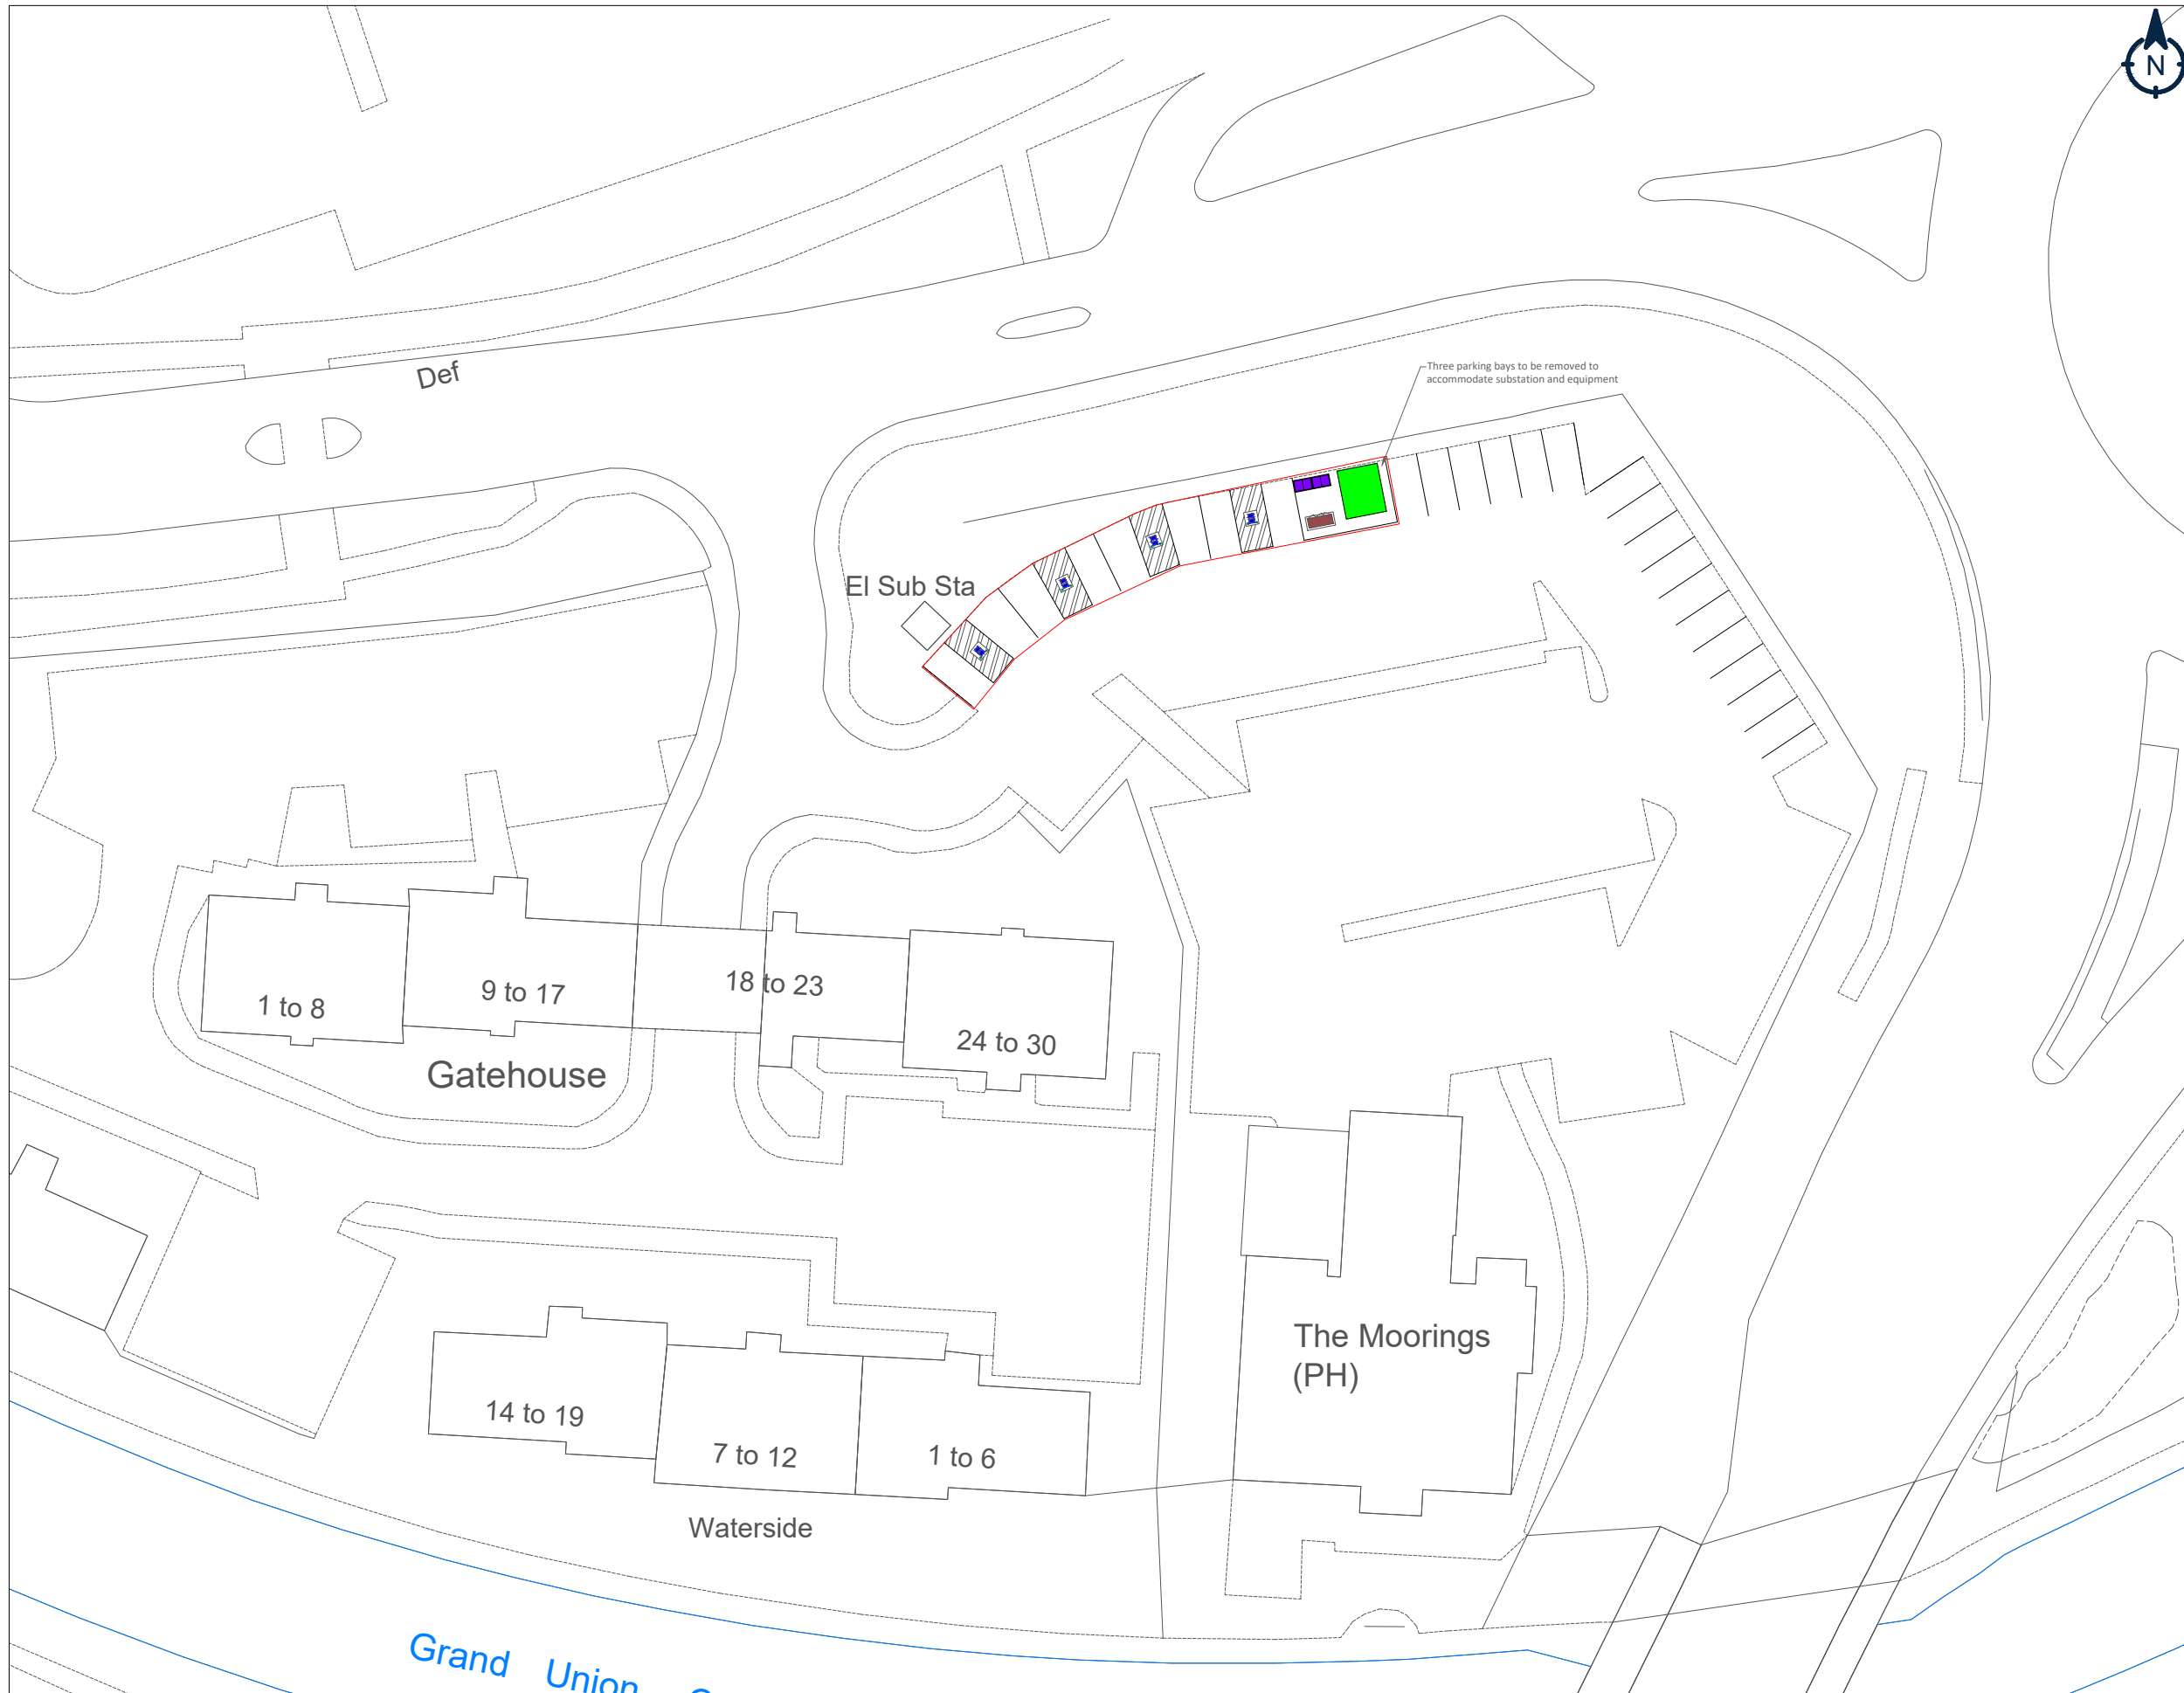 N
Def
Three parking bays to be removed to
accommodate substation and equipment
El Sub Sta
1 to 8
9 to 17
18 to 23
24 to 30
Gatehouse
The Moorings
(PH)
14 to 19
7 to 12
1 to 6
Waterside
Grand Union